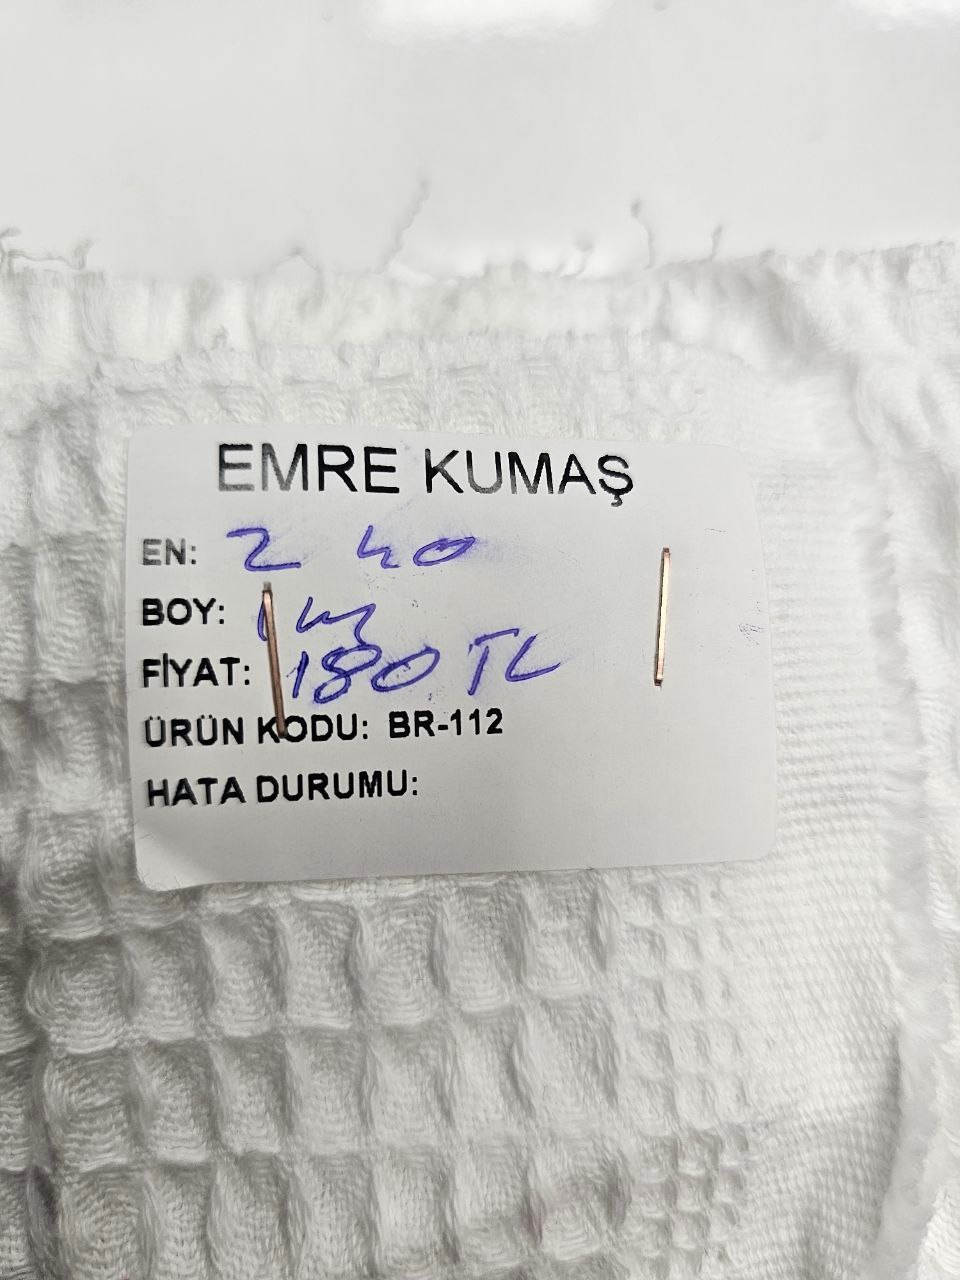 EMRE KUMAŞ
EN: 2 40
BOY: 1 m
FİYAT: 180 TL
ÜRÜN KODU: BR-112
HATA DURUMU: